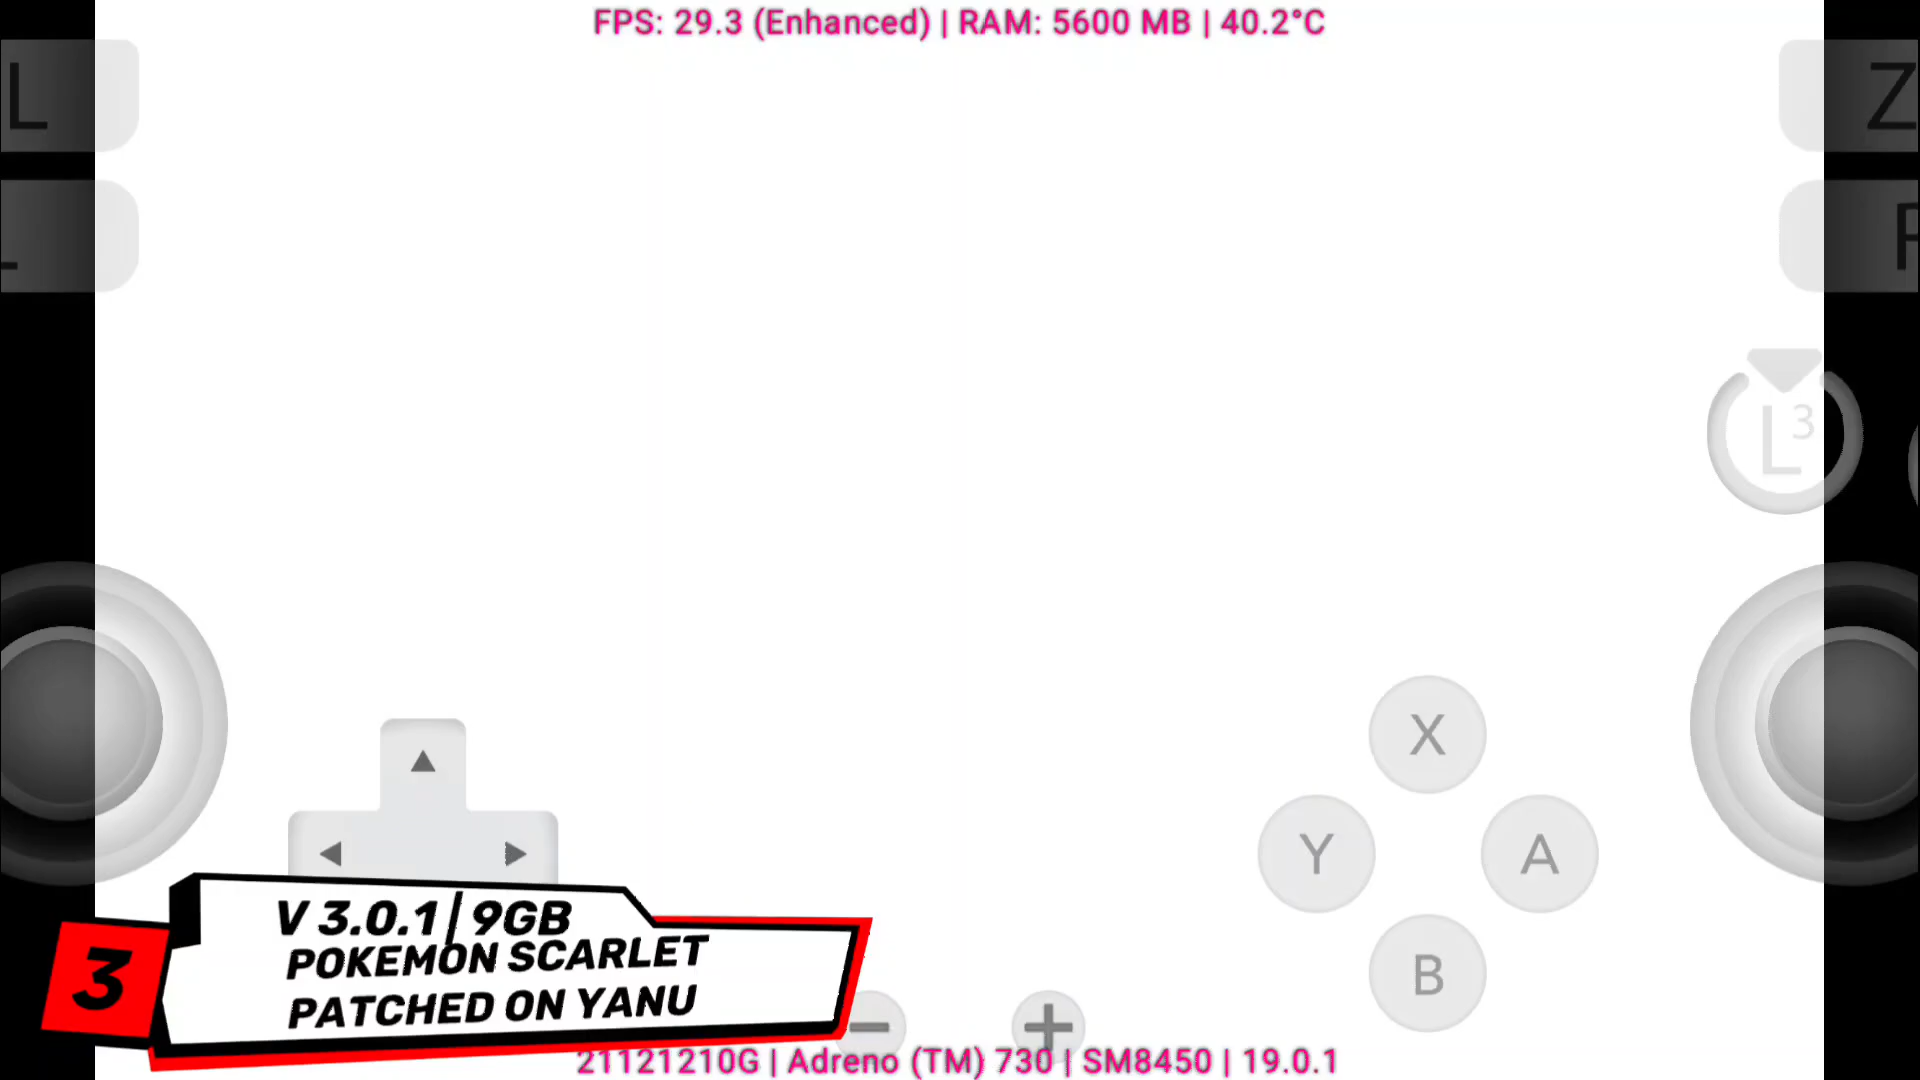 FPS: 29.3 (Enhanced) | RAM: 5600 MB | 40.2°C
L
Z
R
L3
X
Y
A
B
V 3.0.1 | 9GB
3
POKEMON SCARLET
PATCHED ON YANU
21121210G | Adreno (TM) 730 | SM8450 | 19.0.1